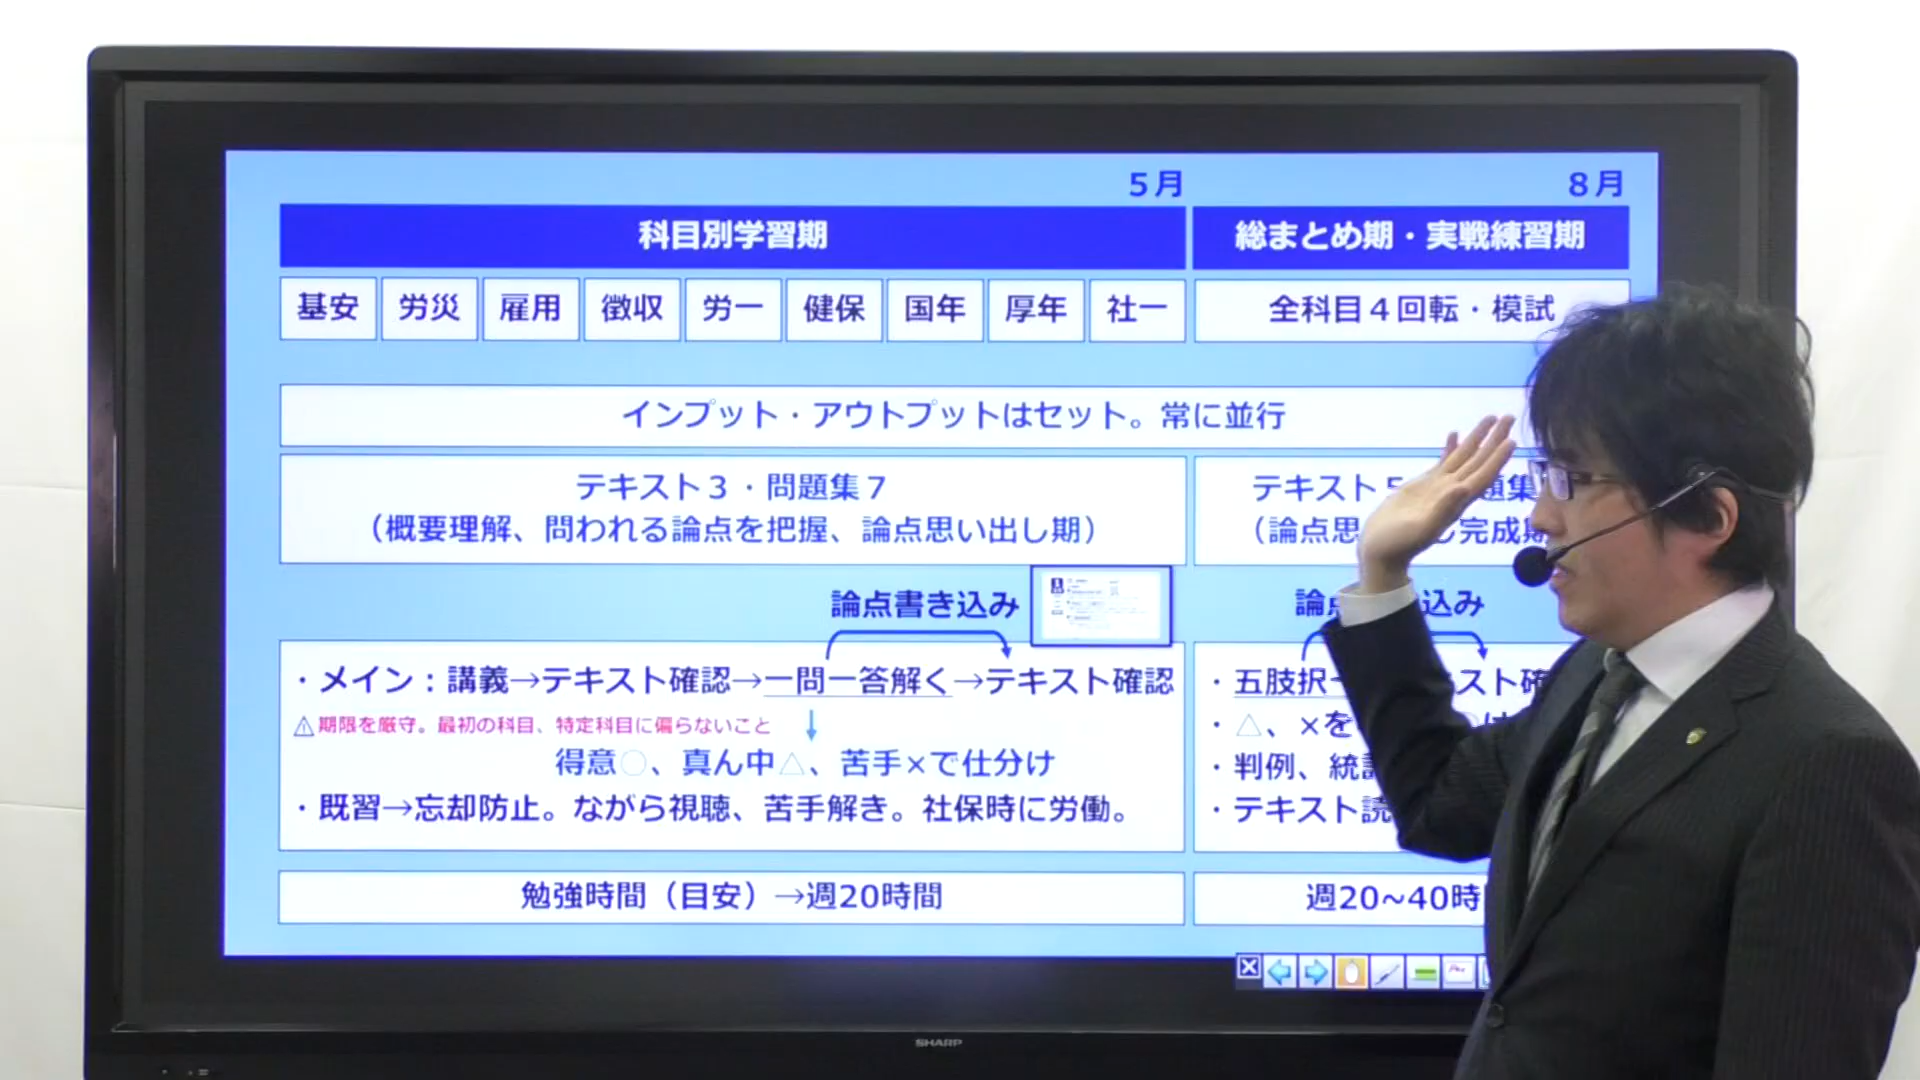 5月
8月
科目別学習期
総まとめ期・実戦練習期
基安 労災 雇用 徴収 労一 健保 国年 厚年 社一
全科目4回転・模試
インプット・アウトプットはセット。常に並行
テキスト3・問題集7
(概要理解、問われる論点を把握、論点思い出し期)
テキスト
題集
(論点思
完成期
論点書き込み
論点
込み
・メイン：講義→テキスト確認→一問一答解く→テキスト確認
⚠期限を厳守。最初の科目、特定科目に偏らないこと
得意○、真ん中△、苦手×で仕分け
・既習→忘却防止。ながら視聴、苦手解き。社保時に労働。
・五肢択
スト確
・△、×を
・判例、統計
・テキスト読
勉強時間（目安）→週20時間
週20~40時
SHARP